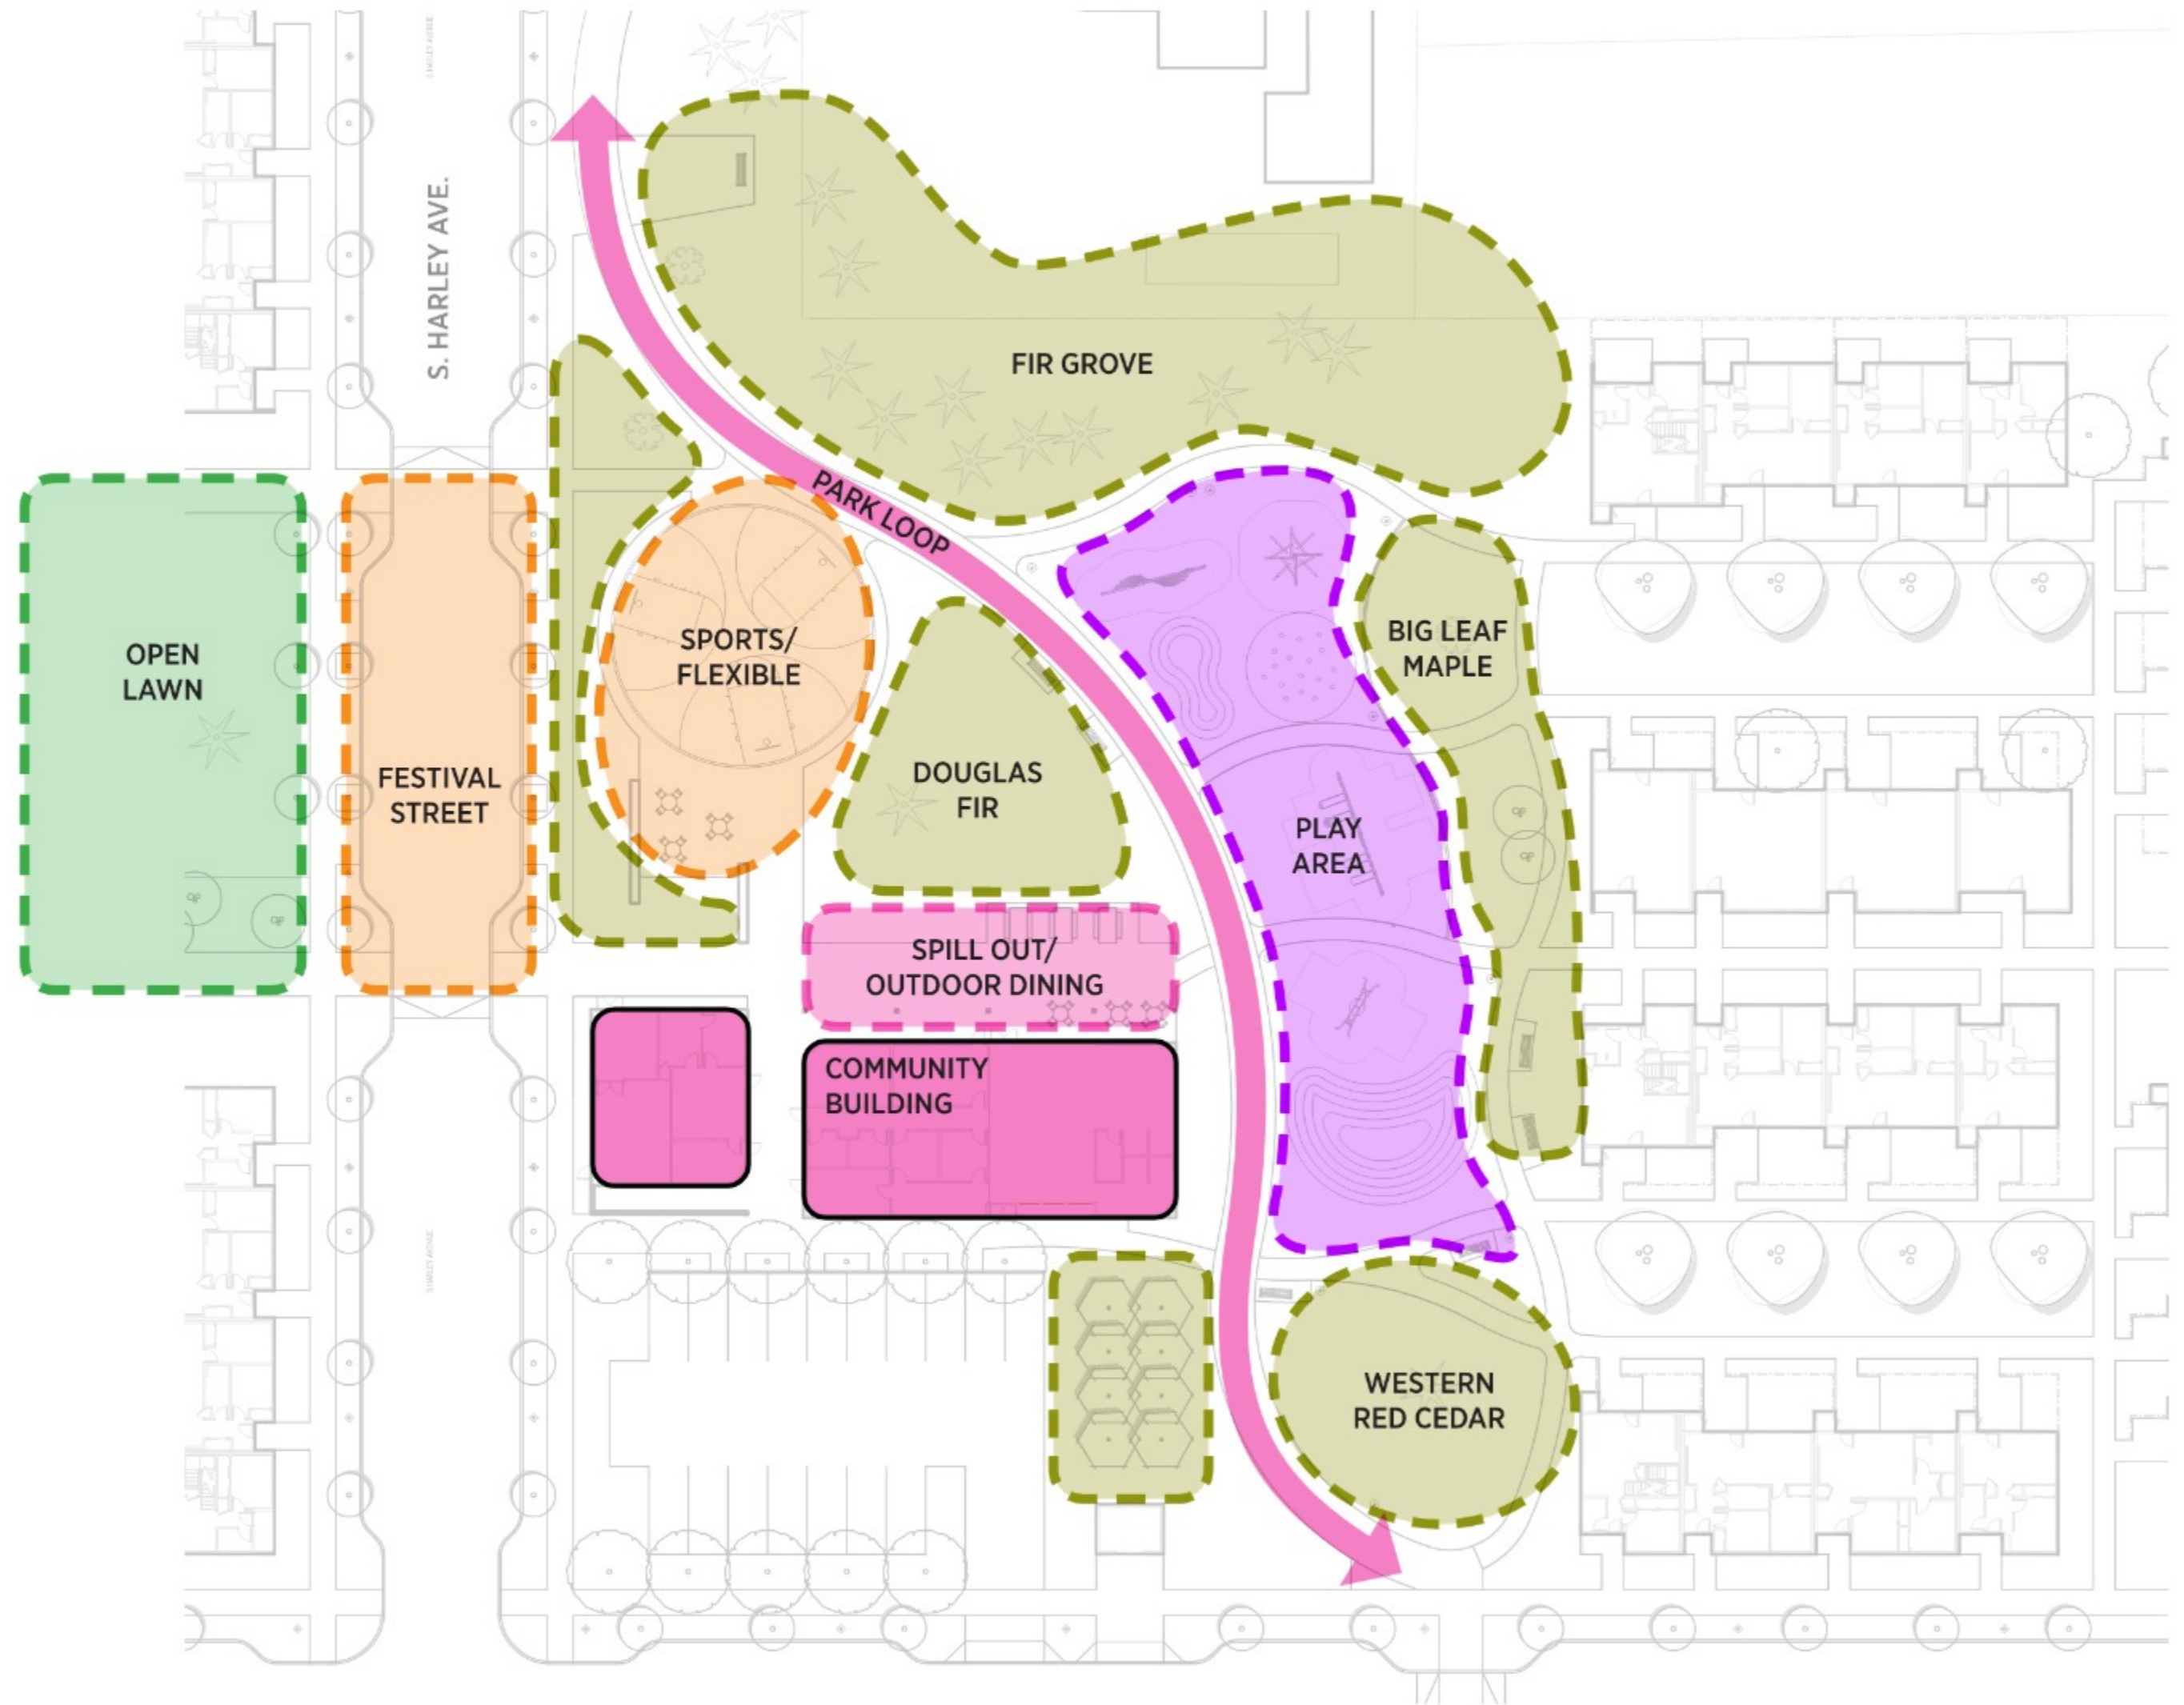 S. HARLEY AVE.
FIR GROVE
PARK LOOP
OPEN
LAWN
FESTIVAL
STREET
SPORTS/
FLEXIBLE
DOUGLAS
FIR
BIG LEAF
MAPLE
PLAY
AREA
SPILL OUT/
OUTDOOR DINING
COMMUNITY
BUILDING
WESTERN
RED CEDAR